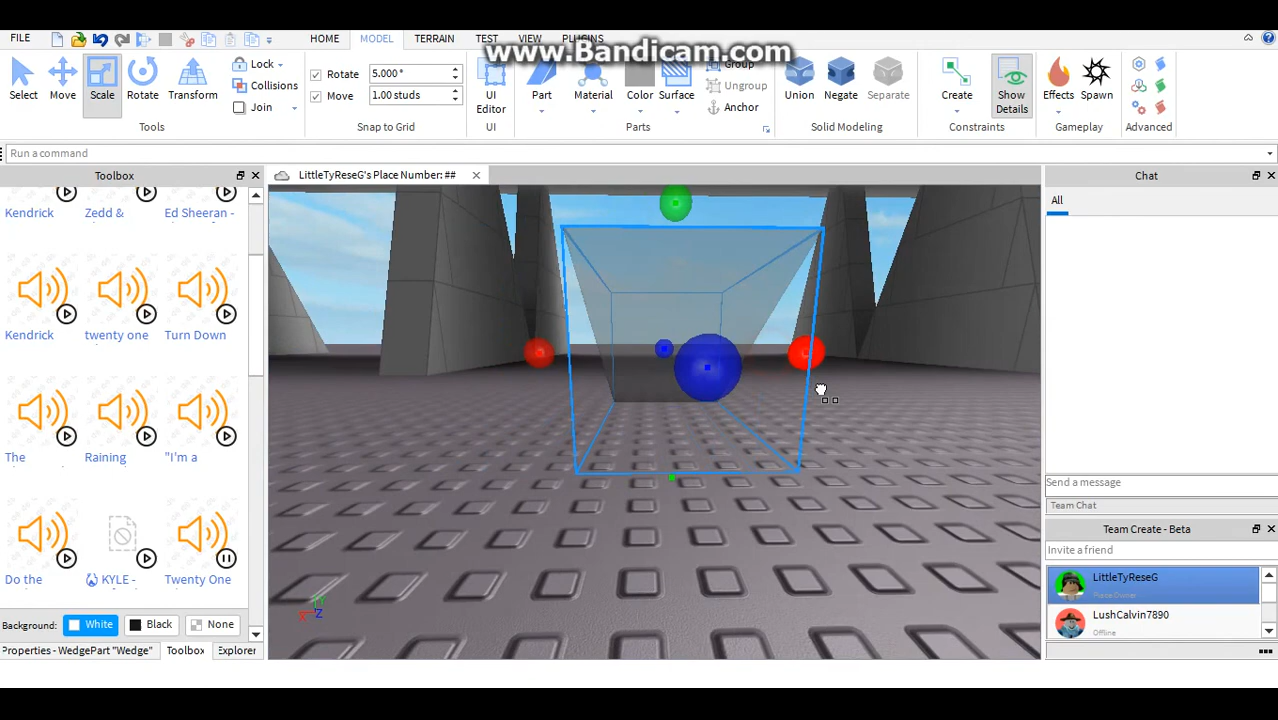 www.Bandicam.com
FILE HOME MODEL TERRAIN TEST VIEW PLUGINS
Select Move Scale Rotate Transform
Lock
Collisions
Join
Tools
Rotate 5.000 °
Move 1.00 studs
Snap to Grid
UI
Editor
UI
Part Material Color Surface
Group
Ungroup
Anchor
Parts
Union Negate Separate
Solid Modeling
Create Show
Details
Constraints
Effects Spawn
Gameplay
Advanced
Run a command
Toolbox
LittleTyReseG's Place Number: ##
Chat
All
Kendrick Zedd & Ed Sheeran -
Kendrick twenty one Turn Down
The Raining "I'm a
Do the KYLE - Twenty One
Background: White Black None
Properties - WedgePart "Wedge" Toolbox Explorer
X Y Z
Send a message
Team Chat
Team Create - Beta
Invite a friend
LittleTyReseG
Place Owner
LushCalvin7890
Offline